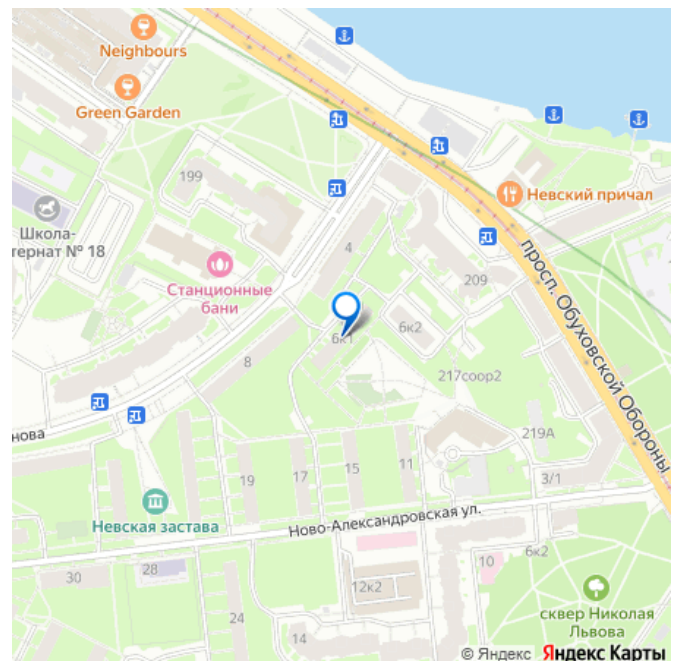 Neighbours
Green Garden
199
Школа-
тернат № 18
Станционные
бани
4
Невский причал
просп. Обуховской Обороны
209
6к2
6к1
8
217соор2
нова
219А
3/1
19
17
15
11
Невская застава
Ново-Александровская ул.
30
28
12к2
10
6к2
24
14
сквер Николая
Львова
© Яндекс Яндекс Карты